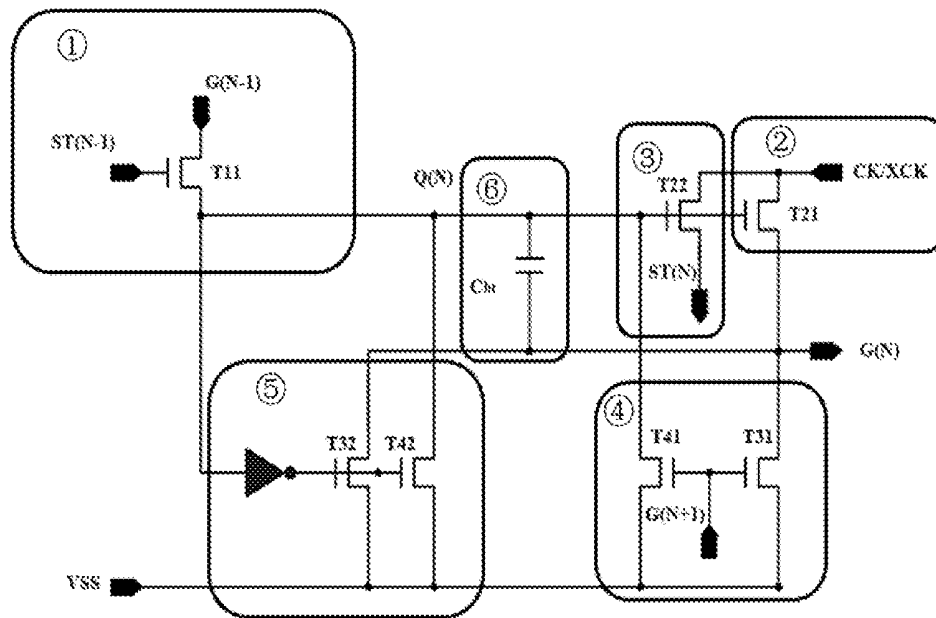 ①
G(N-1)
ST(N-1)
T11
Q(N)
⑥
Cbt
③
T22
ST(N)
②
CK/XCK
T21
G(N)
⑤
T32
T42
④
T41
T31
G(N+1)
VSS